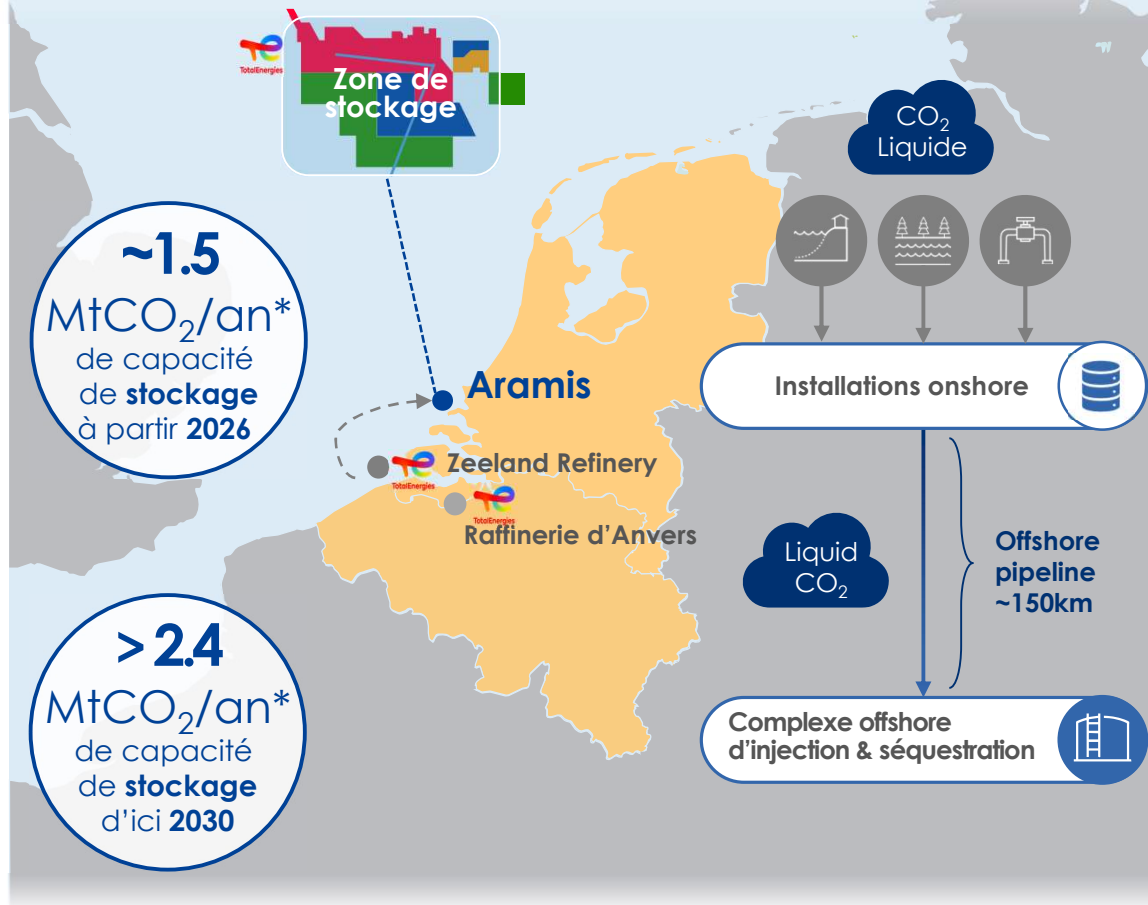 TotalEnergies
Zone de
stockage
CO₂
Liquide
~1.5
MtCO₂/an*
de capacité
de stockage
à partir 2026
Aramis
Installations onshore
Zeeland Refinery
TotalEnergies
TotalEnergies
Raffinerie d’Anvers
Liquid
CO₂
Offshore
pipeline
~150km
> 2.4
MtCO₂/an*
de capacité
de stockage
d’ici 2030
Complexe offshore
d’injection & séquestration